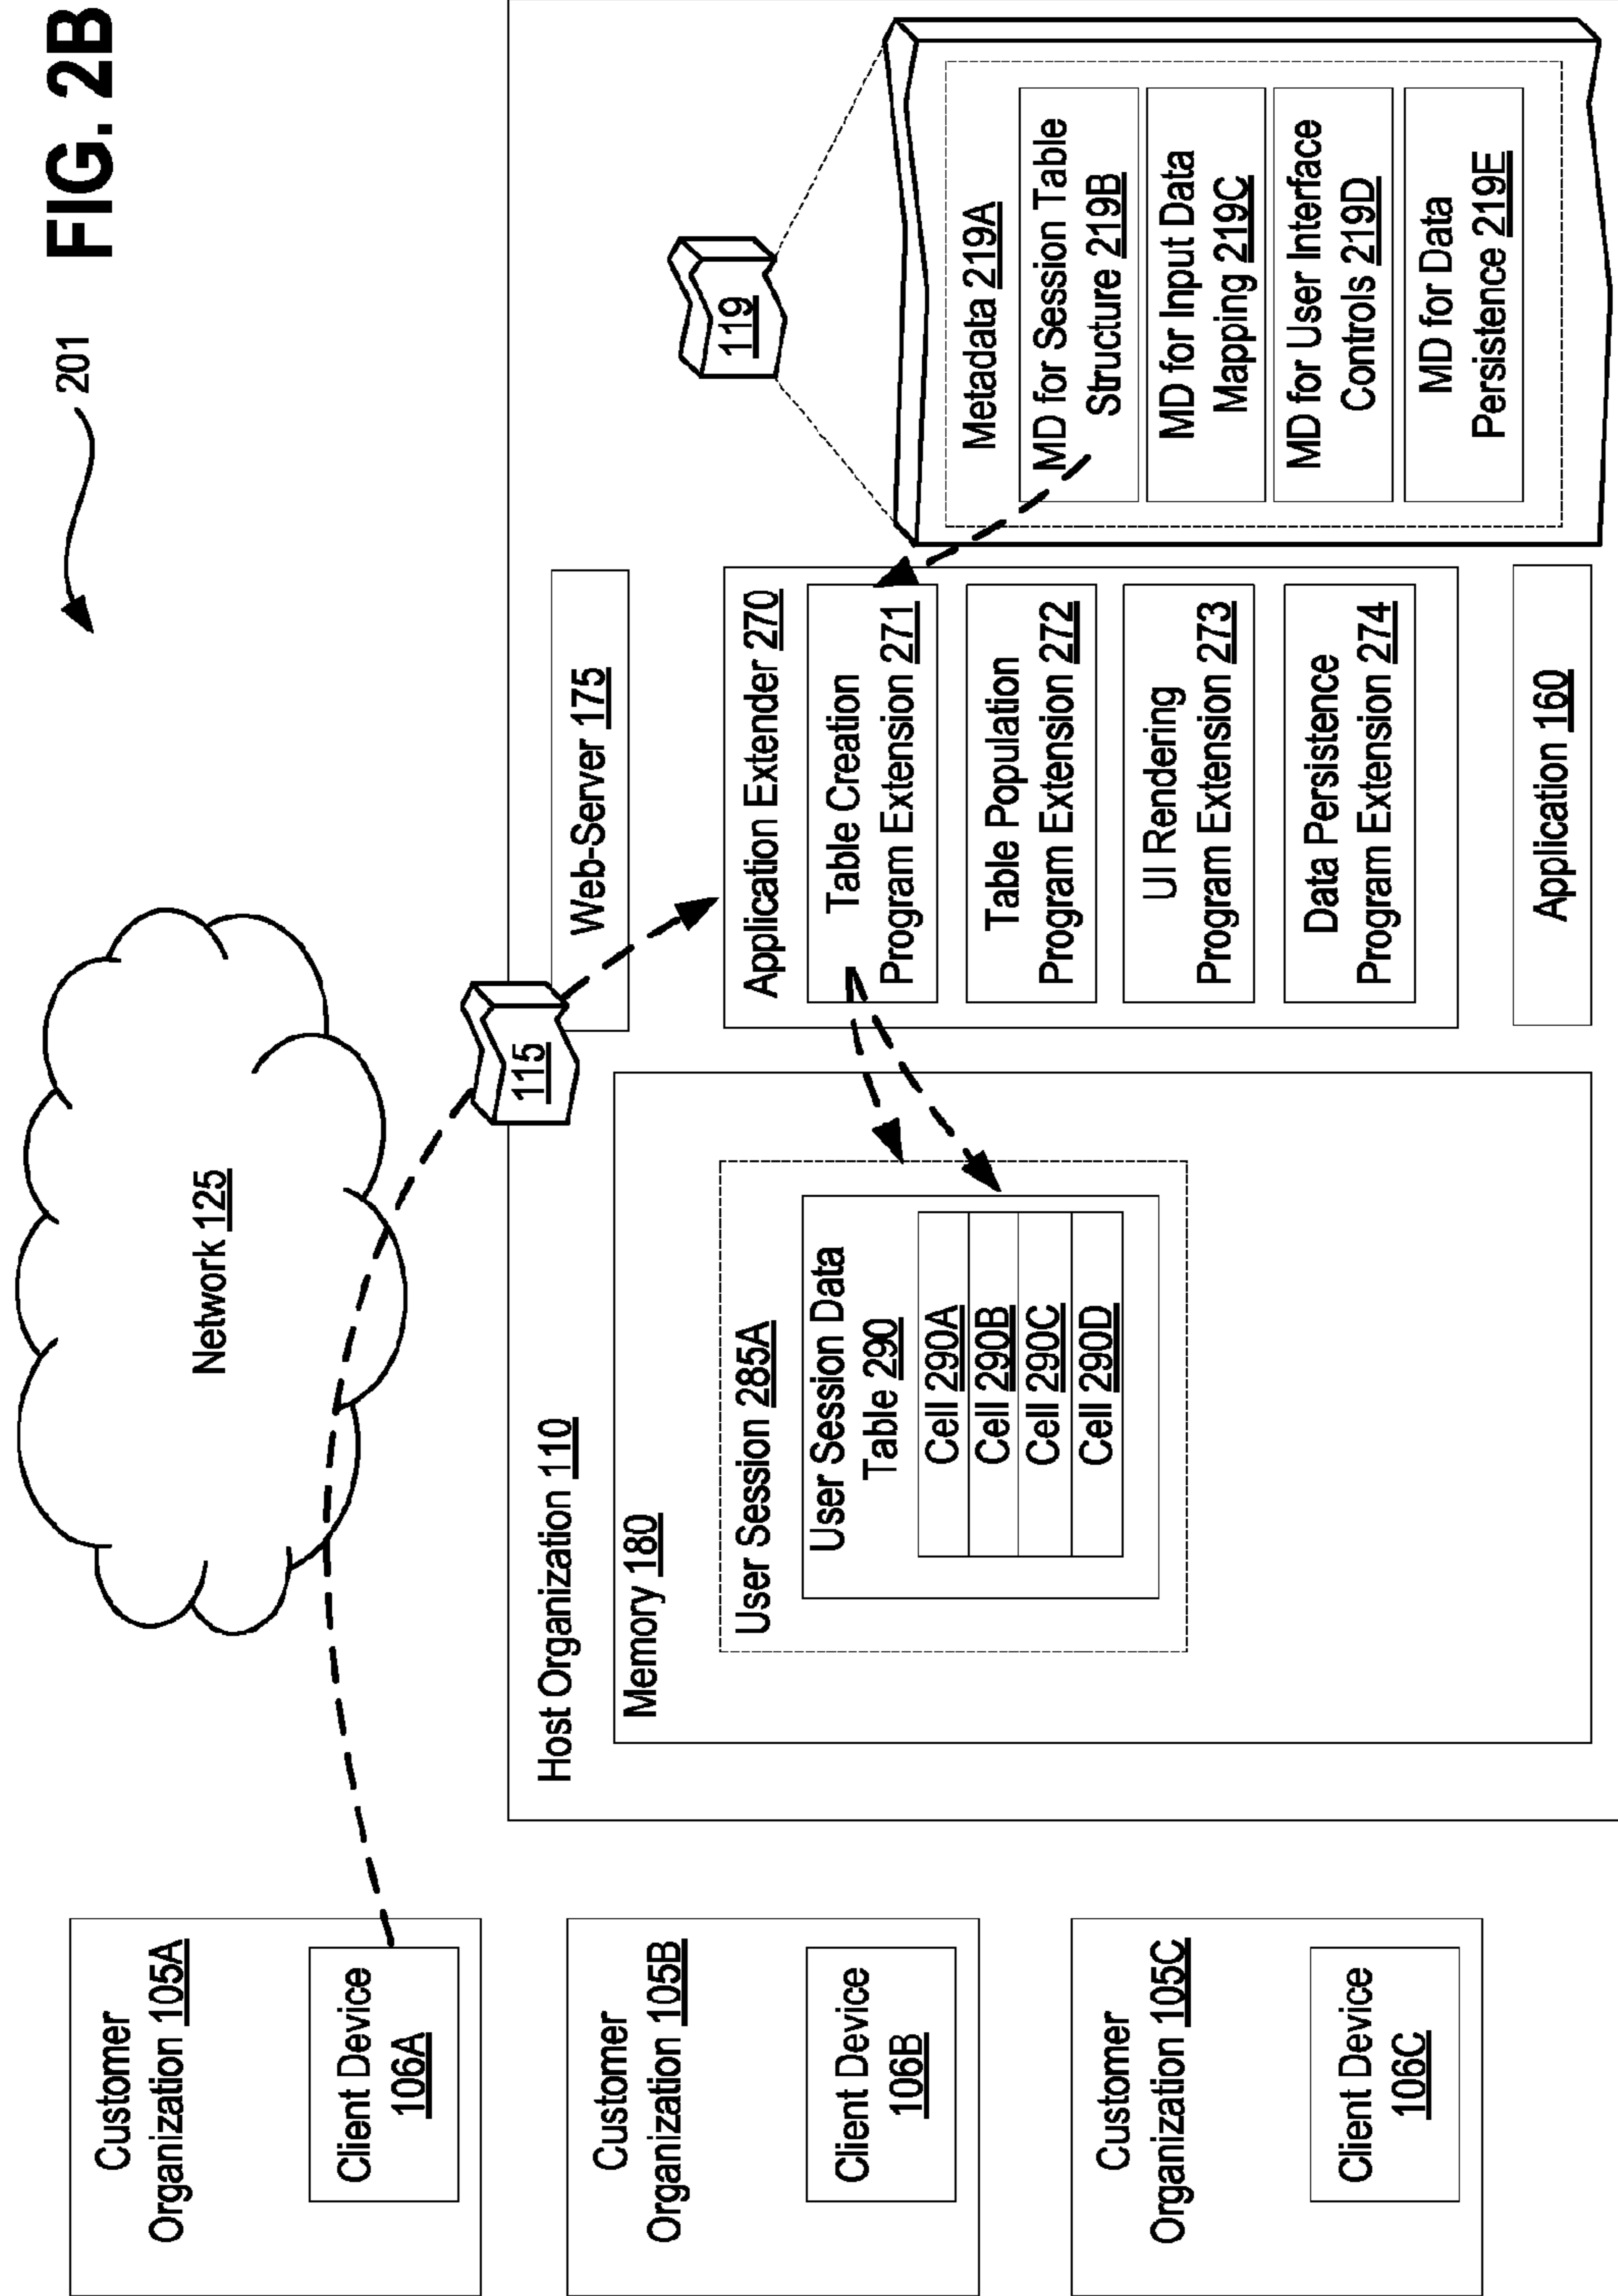 Customer
Organization 105A
Client Device
106A
Customer
Organization 105B
Client Device
106B
Customer
Organization 105C
Client Device
106C
Network 125
201
FIG. 2B
Host Organization 110
115
Web-Server 175
Memory 180
User Session 285A
User Session Data
Table 290
Cell 290A
Cell 290B
Cell 290C
Cell 290D
Application Extender 270
Table Creation
Program Extension 271
Table Population
Program Extension 272
UI Rendering
Program Extension 273
Data Persistence
Program Extension 274
Application 160
119
Metadata 219A
MD for Session Table
Structure 219B
MD for Input Data
Mapping 219C
MD for User Interface
Controls 219D
MD for Data
Persistence 219E